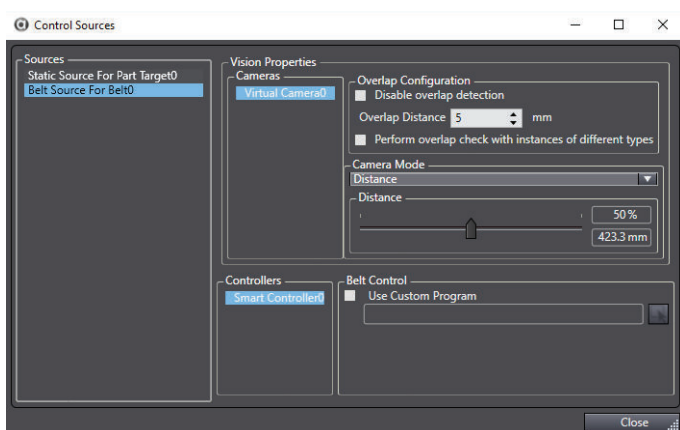 Control Sources
Sources
Static Source For Part Target0
Belt Source For Belt0
Vision Properties
Cameras
Virtual Camera0
Overlap Configuration
Disable overlap detection
Overlap Distance 5 mm
Perform overlap check with instances of different types
Camera Mode
Distance
Distance
50 %
423.3 mm
Controllers
Smart Controller0
Belt Control
Use Custom Program
Close